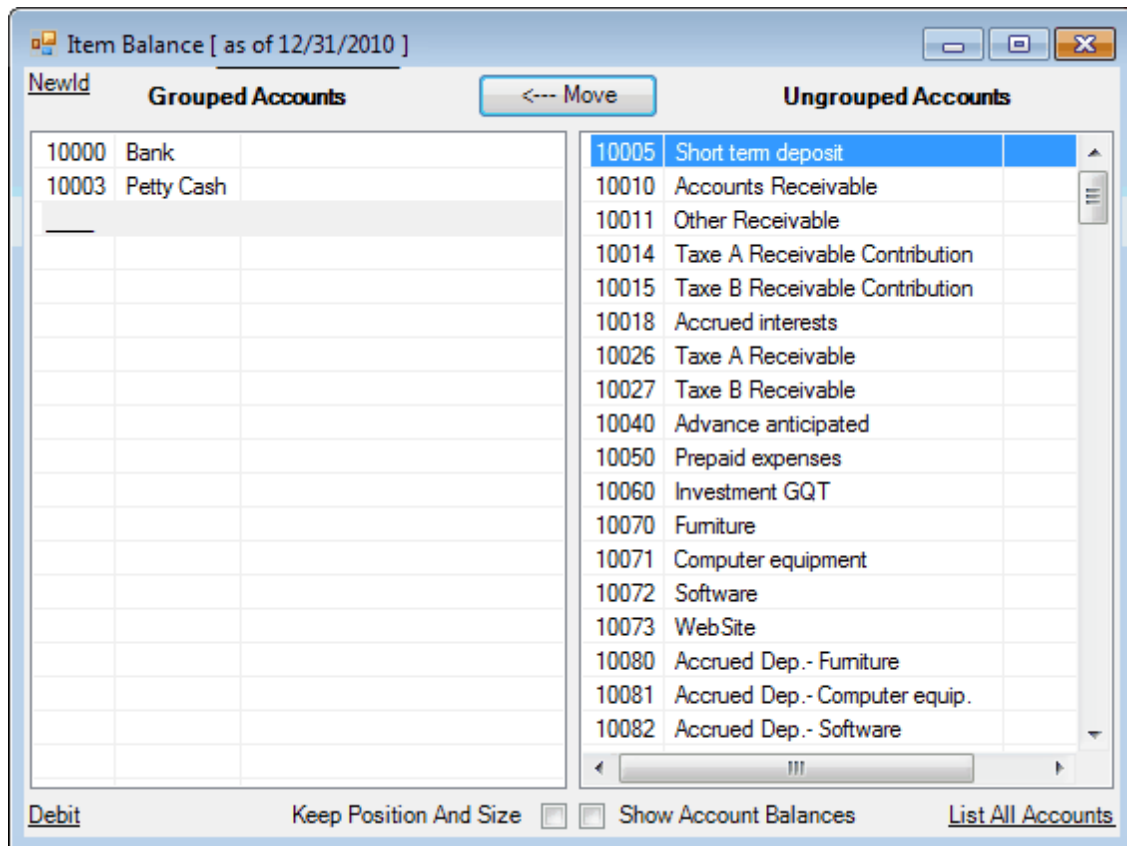 Item Balance [ as of 12/31/2010 ]
NewId
Grouped Accounts
<--- Move
Ungrouped Accounts
10000 Bank
10003 Petty Cash
10005 Short term deposit
10010 Accounts Receivable
10011 Other Receivable
10014 Taxe A Receivable Contribution
10015 Taxe B Receivable Contribution
10018 Accrued interests
10026 Taxe A Receivable
10027 Taxe B Receivable
10040 Advance anticipated
10050 Prepaid expenses
10060 Investment GQT
10070 Furniture
10071 Computer equipment
10072 Software
10073 WebSite
10080 Accrued Dep.- Furniture
10081 Accrued Dep.- Computer equip.
10082 Accrued Dep.- Software
Debit
Keep Position And Size
Show Account Balances
List All Accounts